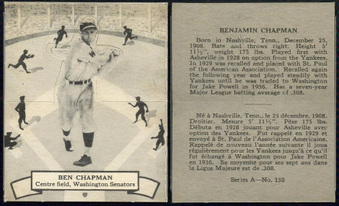 BEN CHAPMAN
Centre field, Washington Senators
BENJAMIN CHAPMAN
Born in Nashville, Tenn., December 25,
1908. Bats and throws right. Height 5'
11½", weight 175 lbs. Played first with
Asheville in 1928 on option from the Yankees.
In 1929 was recalled and placed with St. Paul
of the American Association. Recalled again
the following year and played steadily with
Yankees until he was traded to Washington
for Jake Powell in 1936. Has a seven-year
Major League batting average of .308.
Né à Nashville, Tenn., le 25 décembre, 1908.
Droitier. Mesure 5' 11½". Pèse 175 lbs.
Débuta en 1928 jouant pour Asheville avec
option des Yankees. Fut rappelé en 1929 et
envoyé à St. Paul de l'Association Américaine.
Rappelé de nouveau l'année suivante il joua
régulièrement pour les Yankees jusqu'à ce qu'il
fut échangé à Washington pour Jake Powell
en 1936. Sa moyenne pour ses sept ans dans
la Ligue Majeure est de .308.
Series A—No. 110